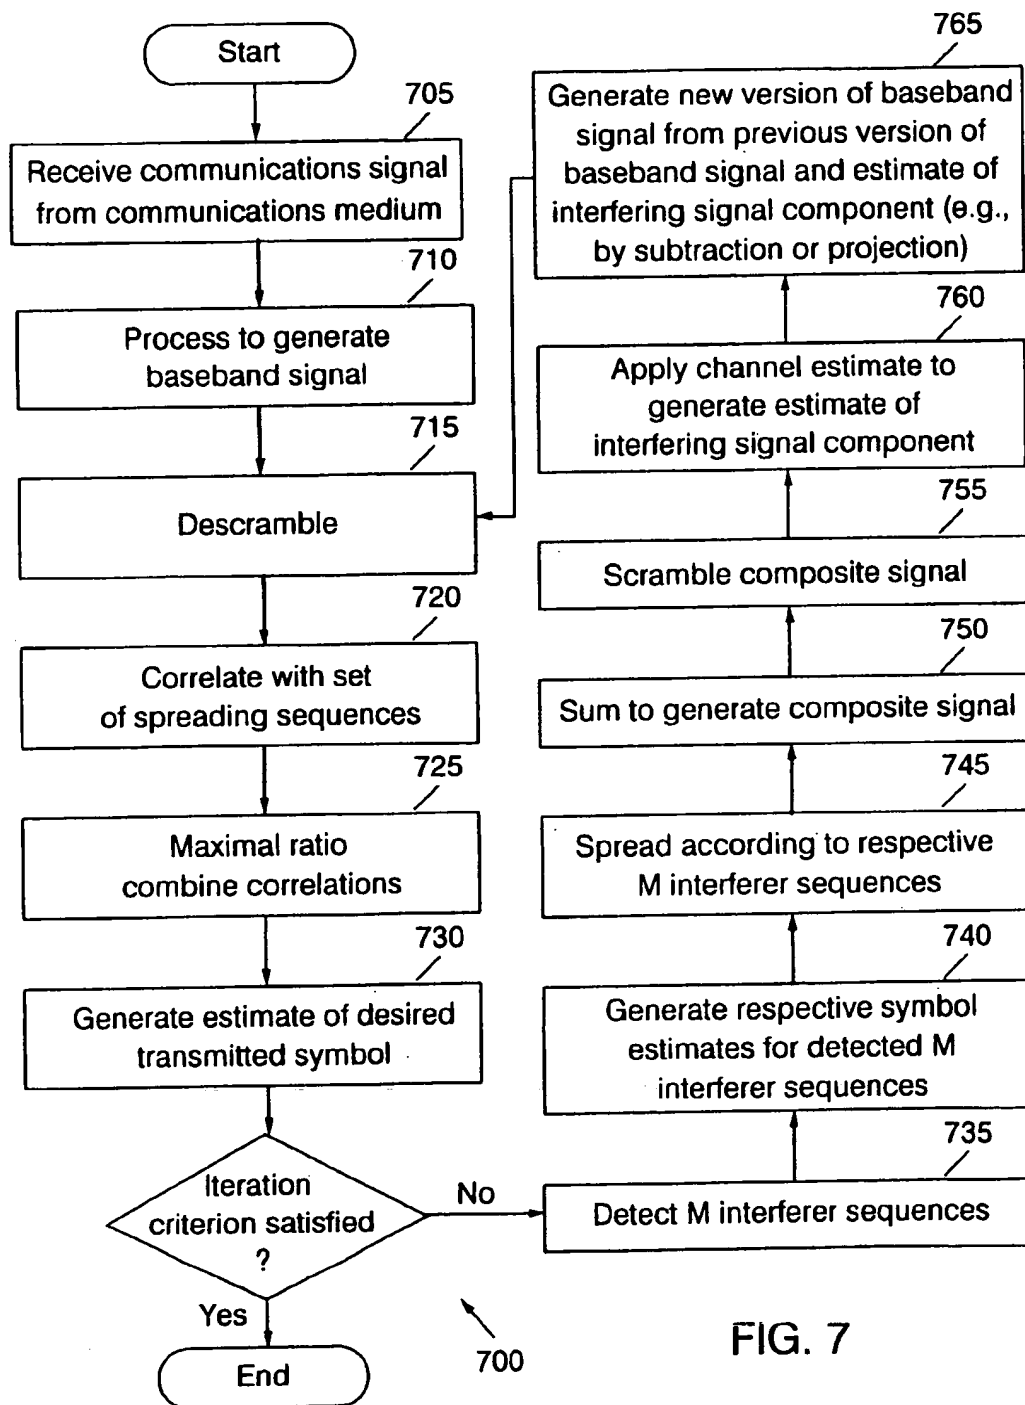 Start
705
Receive communications signal
from communications medium
710
Process to generate
baseband signal
715
Descramble
720
Correlate with set
of spreading sequences
725
Maximal ratio
combine correlations
730
Generate estimate of desired
transmitted symbol
Iteration
criterion satisfied
?
No
Yes
End
735
Detect M interferer sequences
740
Generate respective symbol
estimates for detected M
interferer sequences
745
Spread according to respective
M interferer sequences
750
Sum to generate composite signal
755
Scramble composite signal
760
Apply channel estimate to
generate estimate of
interfering signal component
765
Generate new version of baseband
signal from previous version of
baseband signal and estimate of
interfering signal component (e.g.,
by subtraction or projection)
700
FIG. 7